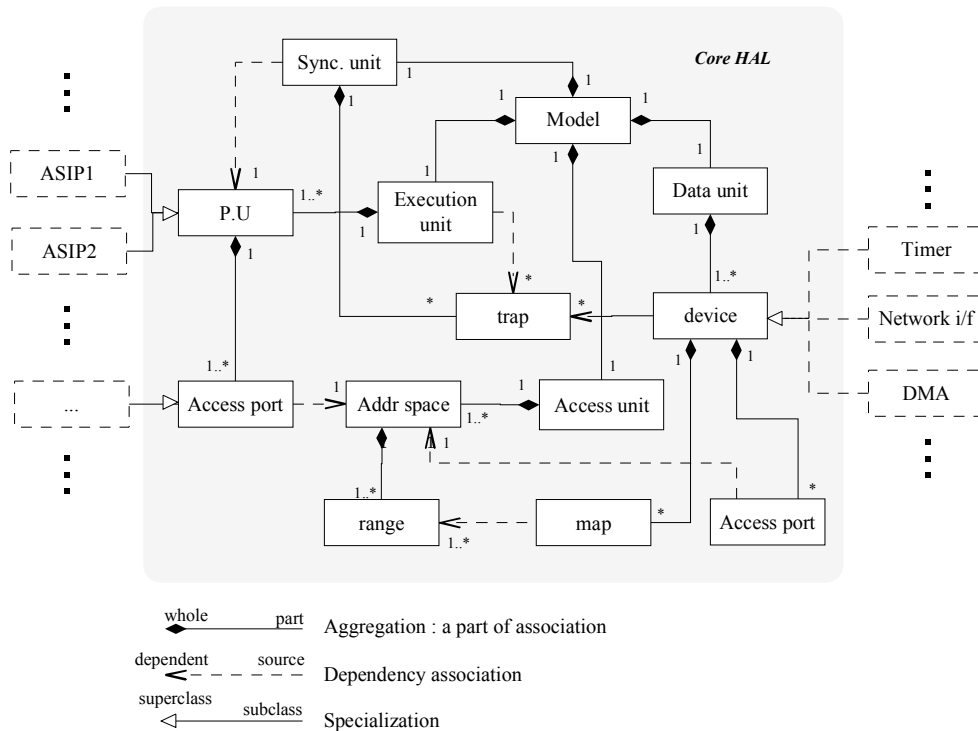 Core HAL
Sync. unit
1
1
1
1
Model
1
1
1
ASIP1
1
1..*
1
P.U
1
Execution
unit
1
1
Data unit
1
ASIP2
1
*
*
trap
*
1..*
device
1
1
Timer
Network i/f
DMA
1..*
...
Access port
1
Addr space
1..*
1
1
Access unit
1
1
1
1..*
range
1..*
map
*
*
Access port
whole
part
Aggregation : a part of association
dependent
source
Dependency association
superclass
subclass
Specialization